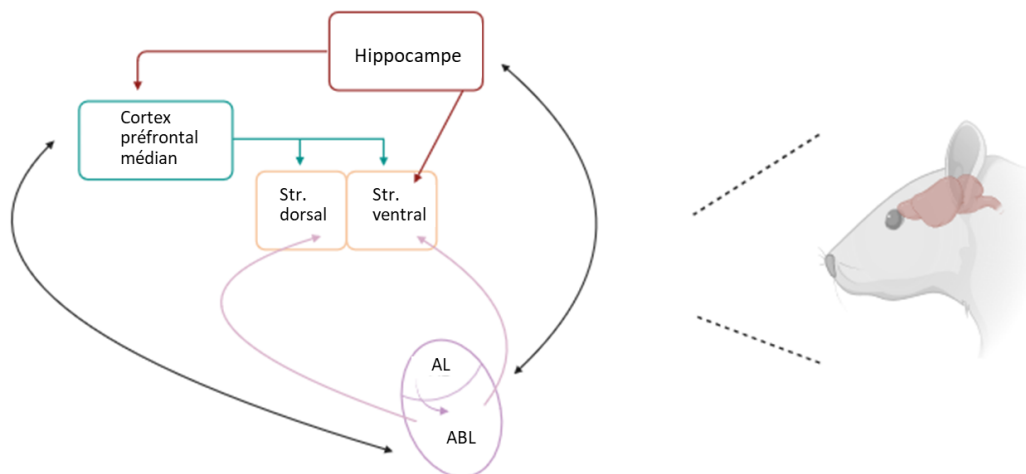 Hippocampe
Cortex
préfrontal
médian
Str.
dorsal
Str.
ventral
AL
ABL